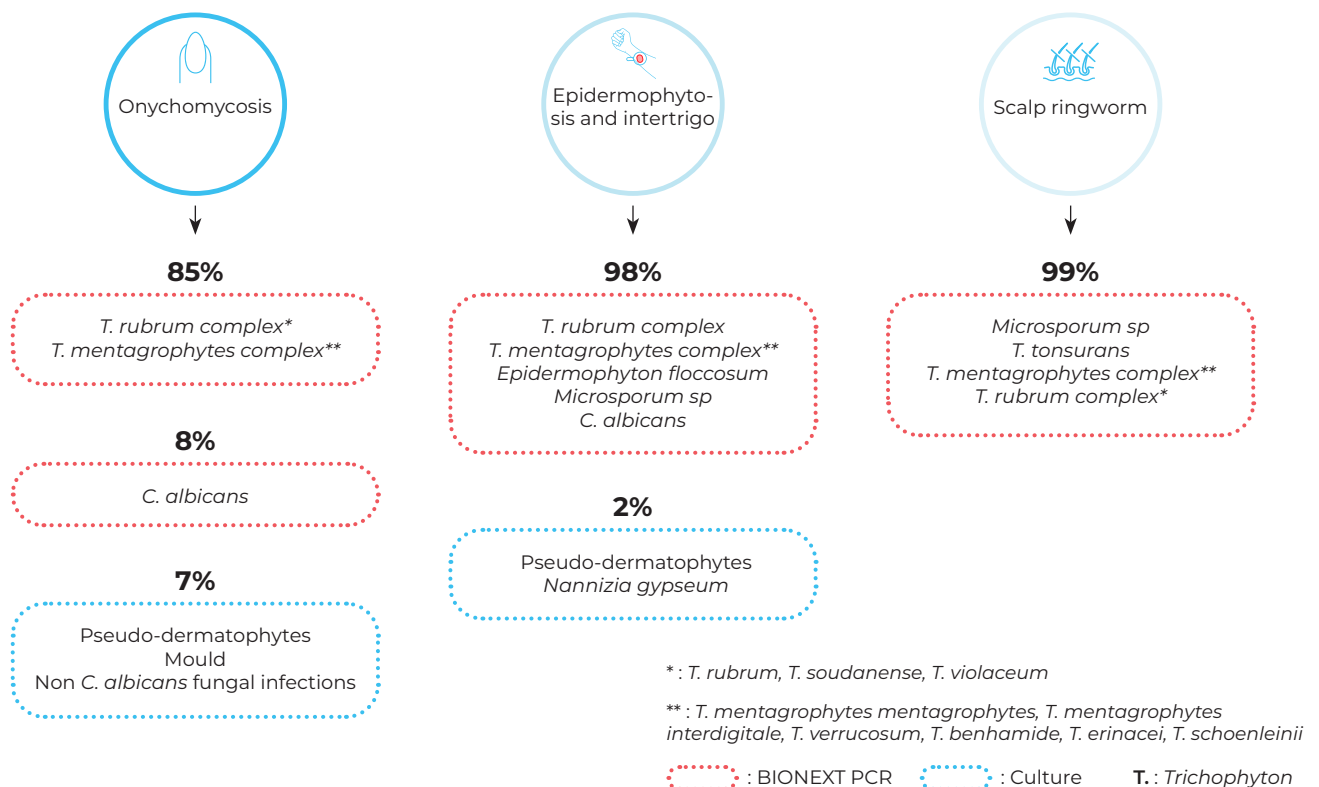 Onychomycosis
85%
T. rubrum complex*
T. mentagrophytes complex**
8%
C. albicans
7%
Pseudo-dermatophytes
Mould
Non C. albicans fungal infections
Epidermophyto-
sis and intertrigo
98%
T. rubrum complex
T. mentagrophytes complex**
Epidermophyton floccosum
Microsporum sp
C. albicans
2%
Pseudo-dermatophytes
Nannizia gypseum
Scalp ringworm
99%
Microsporum sp
T. tonsurans
T. mentagrophytes complex**
T. rubrum complex*
* : T. rubrum, T. soudanense, T. violaceum
** : T. mentagrophytes mentagrophytes, T. mentagrophytes
interdigitale, T. verrucosum, T. benhamide, T. erinacei, T. schoenleinii
: BIONEXT PCR : Culture T. : Trichophyton